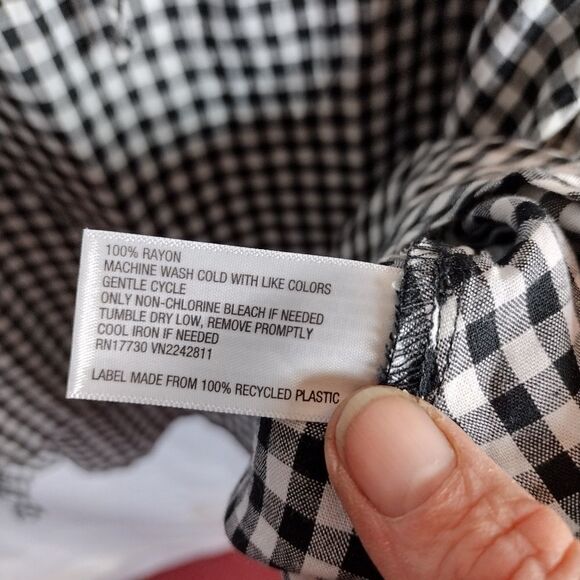 100% RAYON
MACHINE WASH COLD WITH LIKE COLORS
GENTLE CYCLE
ONLY NON-CHLORINE BLEACH IF NEEDED
TUMBLE DRY LOW, REMOVE PROMPTLY
COOL IRON IF NEEDED
RN17730 VN2242811
LABEL MADE FROM 100% RECYCLED PLASTIC